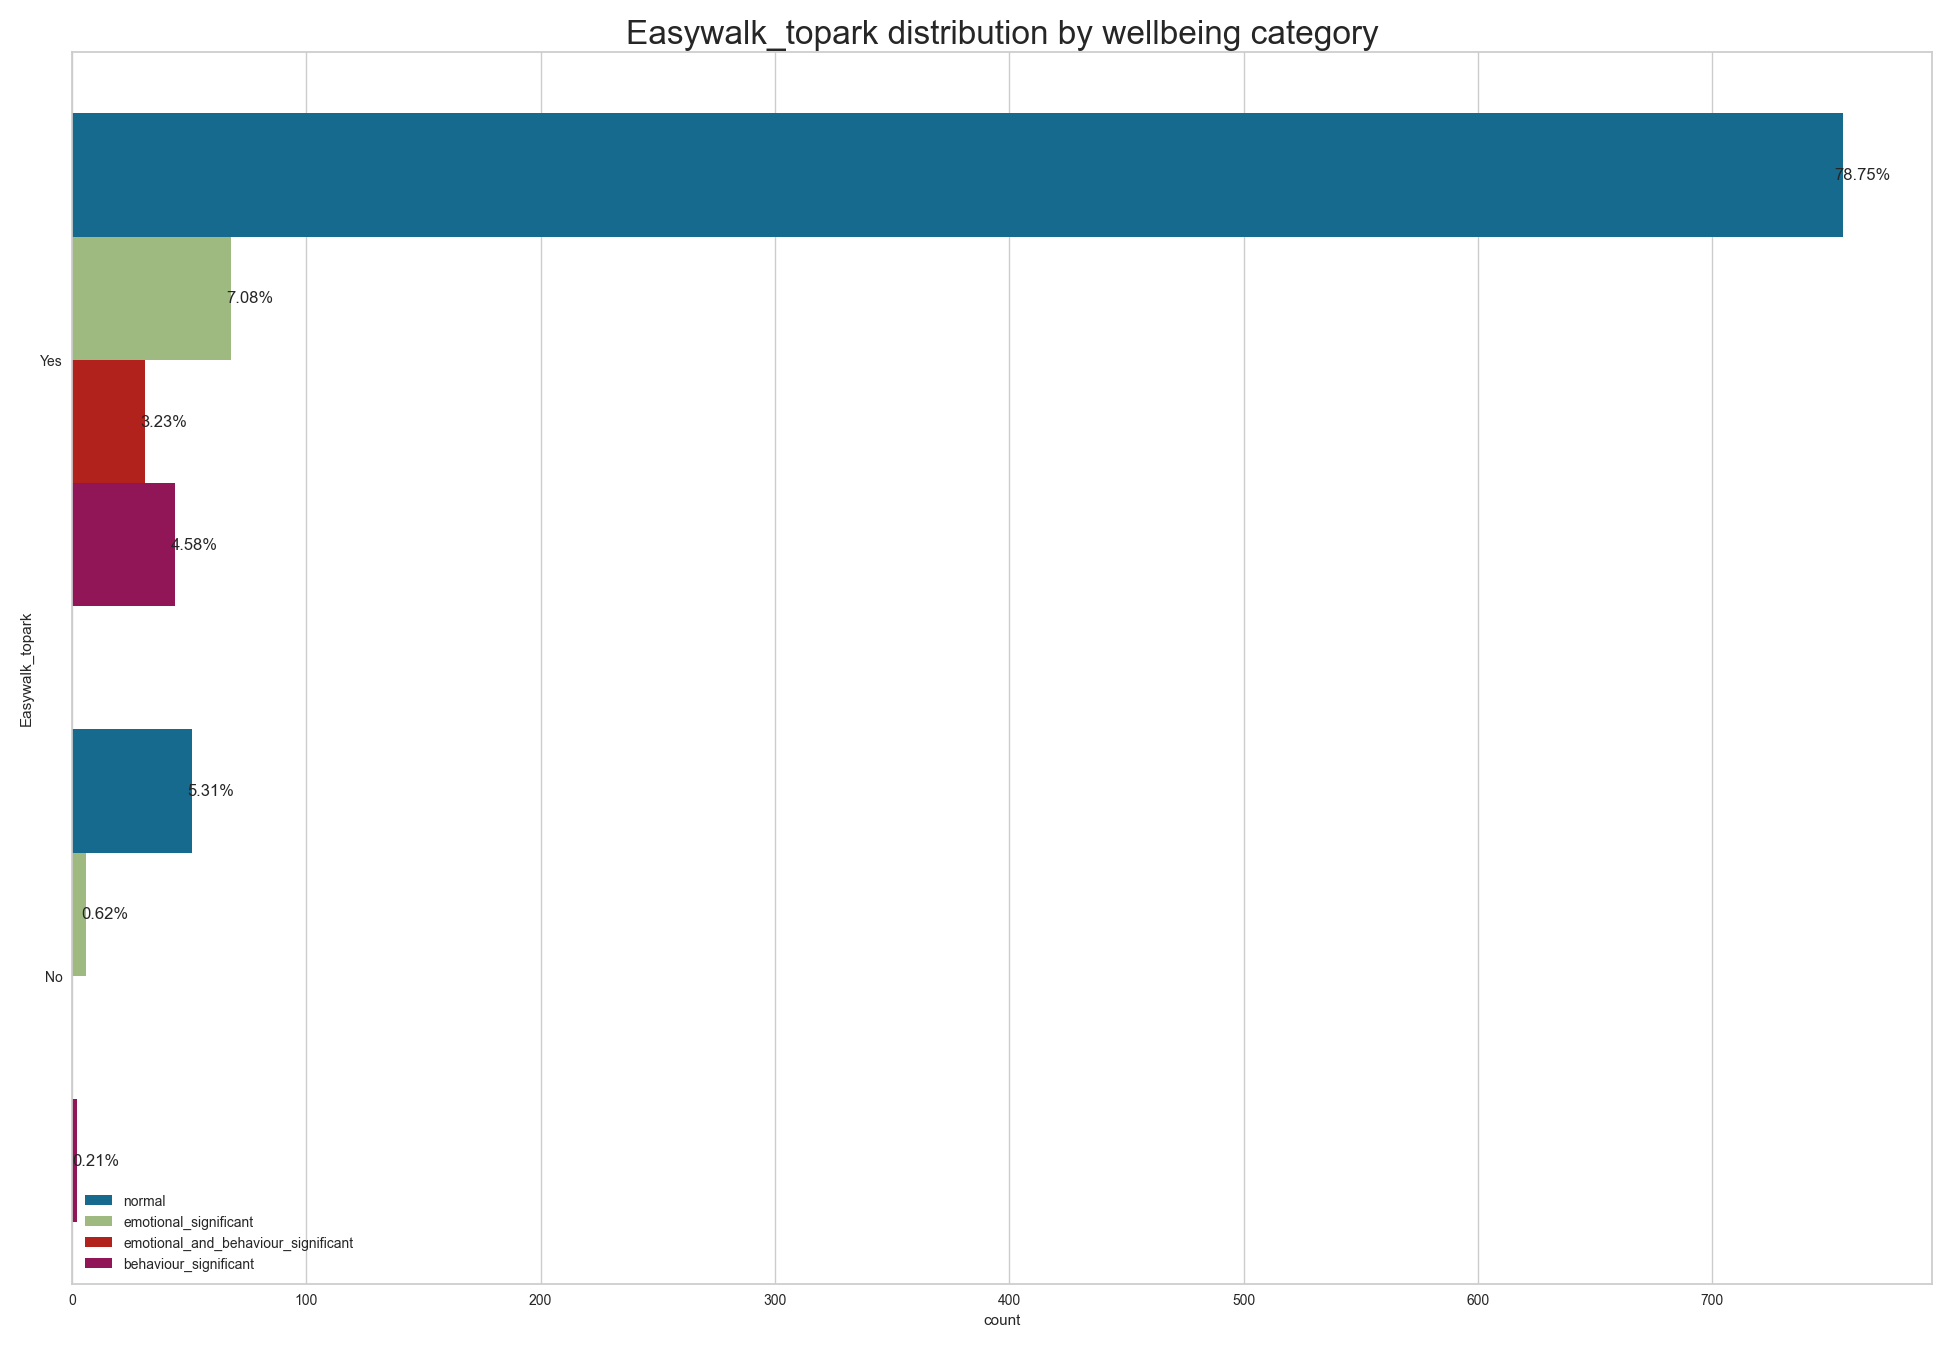 Easywalk_topark distribution by wellbeing category
78.75%
7.08%
Yes
3.23%
4.58%
Easywalk_topark
5.31%
0.62%
No
0.21%
normal
emotional_significant
emotional_and_behaviour_significant
behaviour_significant
0 100 200 300 400 500 600 700
count